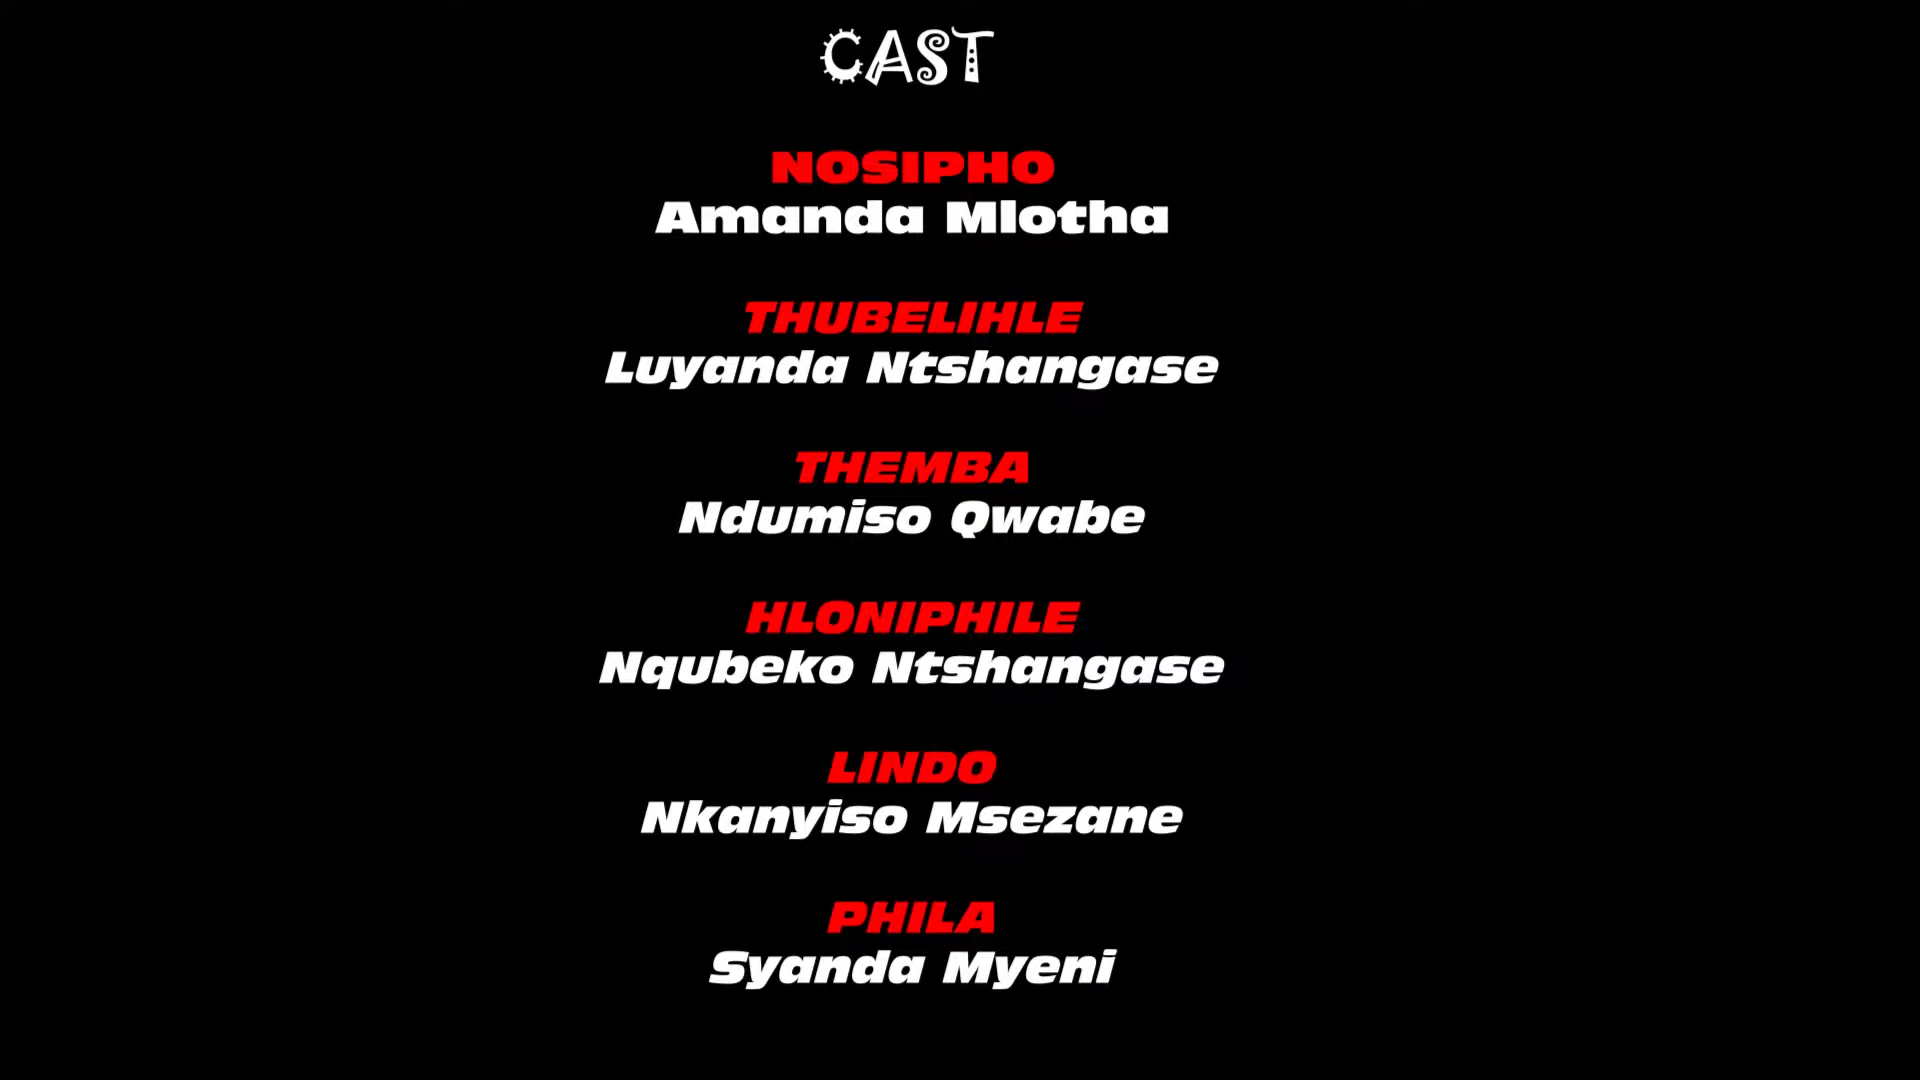 CAST
NOSIPHO
Amanda Mlotha
THUBELIHLE
Luyanda Ntshangase
THEMBA
Ndumiso Qwabe
HLONIPHILE
Nqubeko Ntshangase
LINDO
Nkanyiso Msezane
PHILA
Syanda Myeni